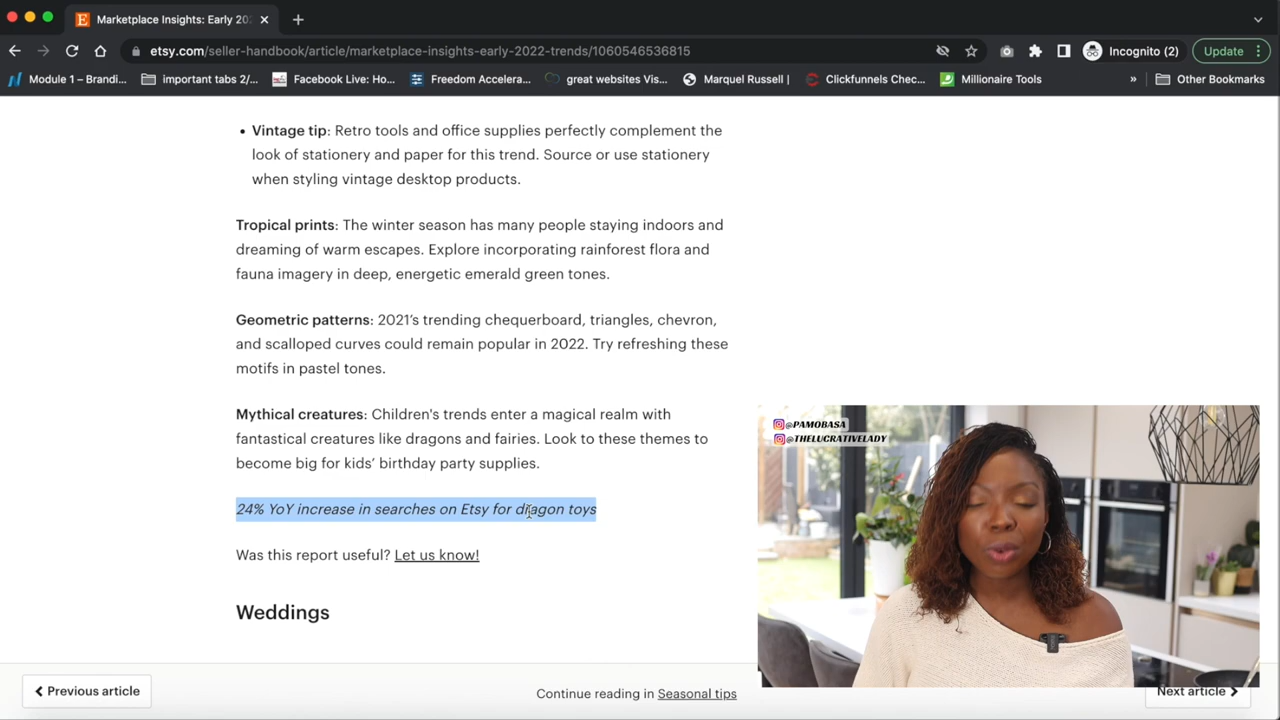 Marketplace Insights: Early 202
etsy.com/seller-handbook/article/marketplace-insights-early-2022-trends/1060546536815
Incognito (2)
Update
Module 1 – Brandi...
important tabs 2/...
Facebook Live: Ho...
Freedom Accelera...
great websites Vis...
Marquel Russell |
Clickfunnels Chec...
Millionaire Tools
»
Other Bookmarks
• Vintage tip: Retro tools and office supplies perfectly complement the
look of stationery and paper for this trend. Source or use stationery
when styling vintage desktop products.
Tropical prints: The winter season has many people staying indoors and
dreaming of warm escapes. Explore incorporating rainforest flora and
fauna imagery in deep, energetic emerald green tones.
Geometric patterns: 2021's trending chequerboard, triangles, chevron,
and scalloped curves could remain popular in 2022. Try refreshing these
motifs in pastel tones.
Mythical creatures: Children's trends enter a magical realm with
fantastical creatures like dragons and fairies. Look to these themes to
become big for kids' birthday party supplies.
24% YoY increase in searches on Etsy for dragon toys
Was this report useful? Let us know!
Weddings
@PAMOBASA
@THELUCRATIVELADY
Previous article
Continue reading in Seasonal tips
Next article